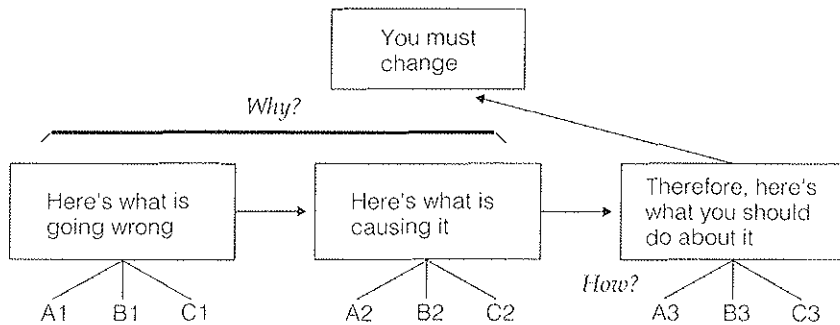 You must
change
Why?
Here's what is
going wrong
Here's what is
causing it
Therefore, here's
what you should
do about it
How?
A1 B1 C1
A2 B2 C2
A3 B3 C3